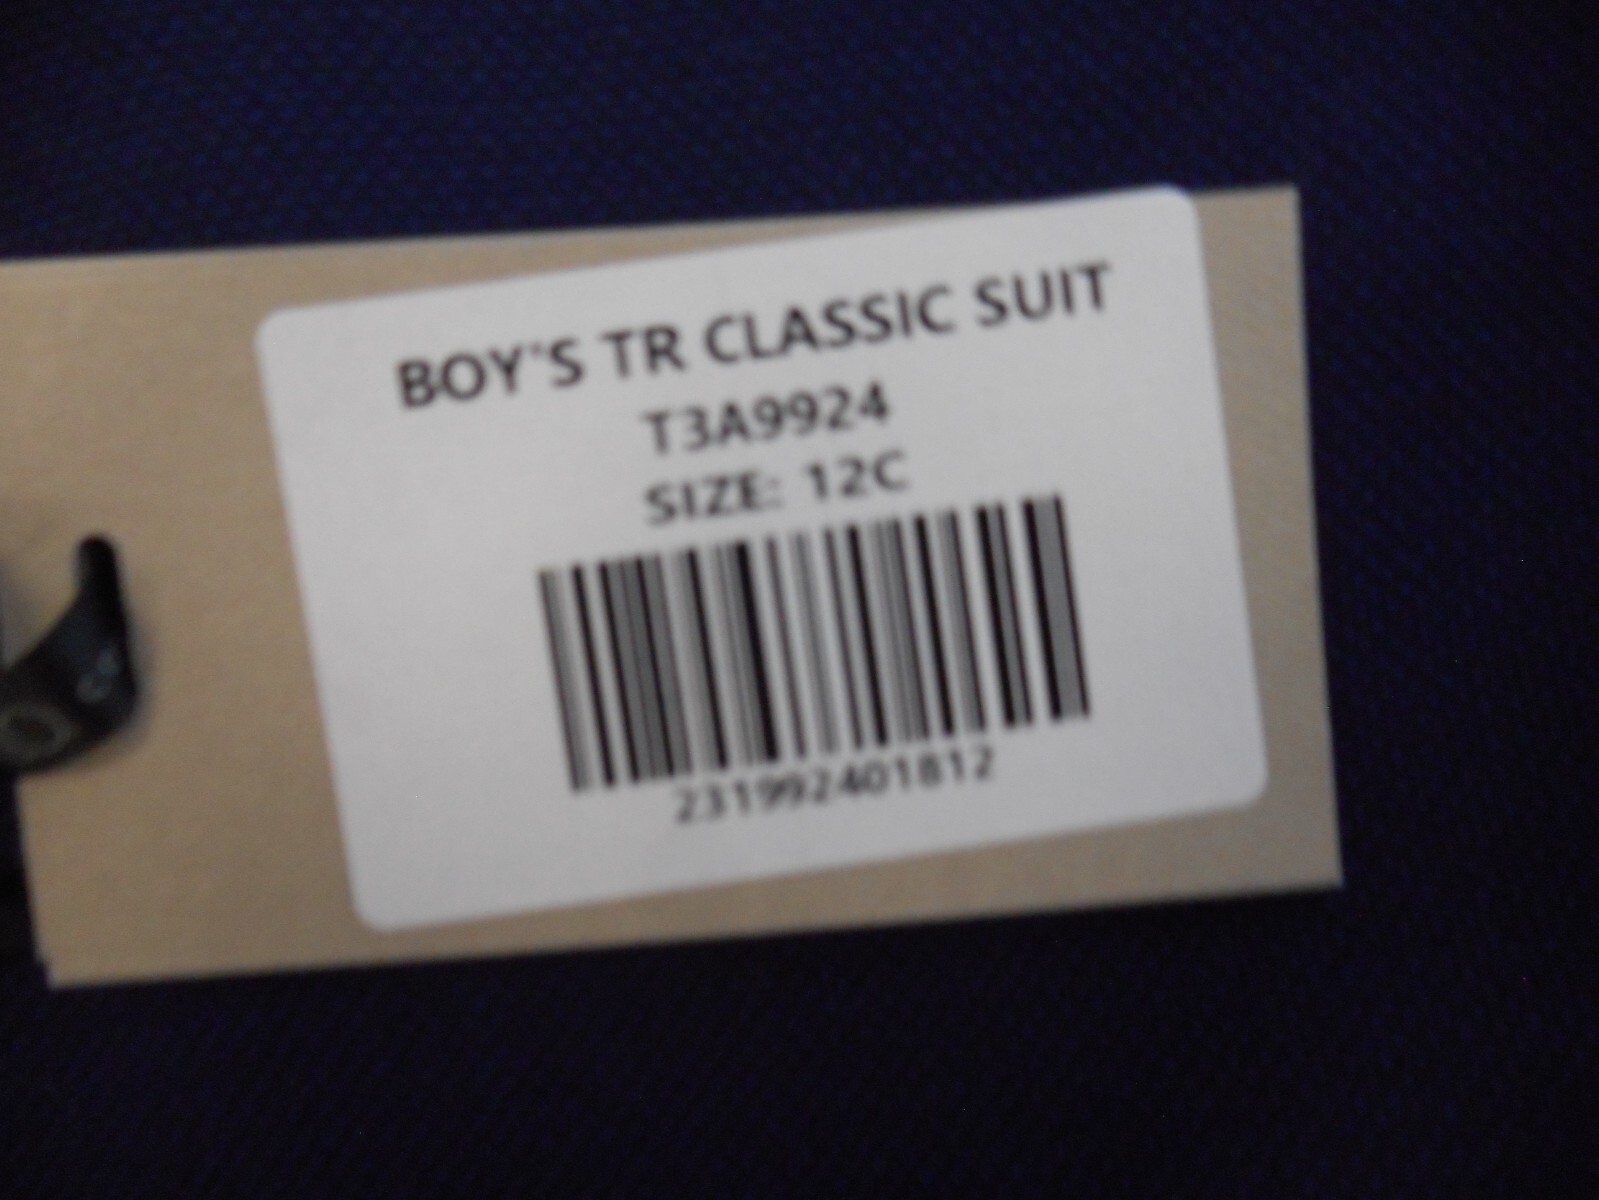 BOY'S TR CLASSIC SUIT
T3A9924
SIZE: 12C
231992401812